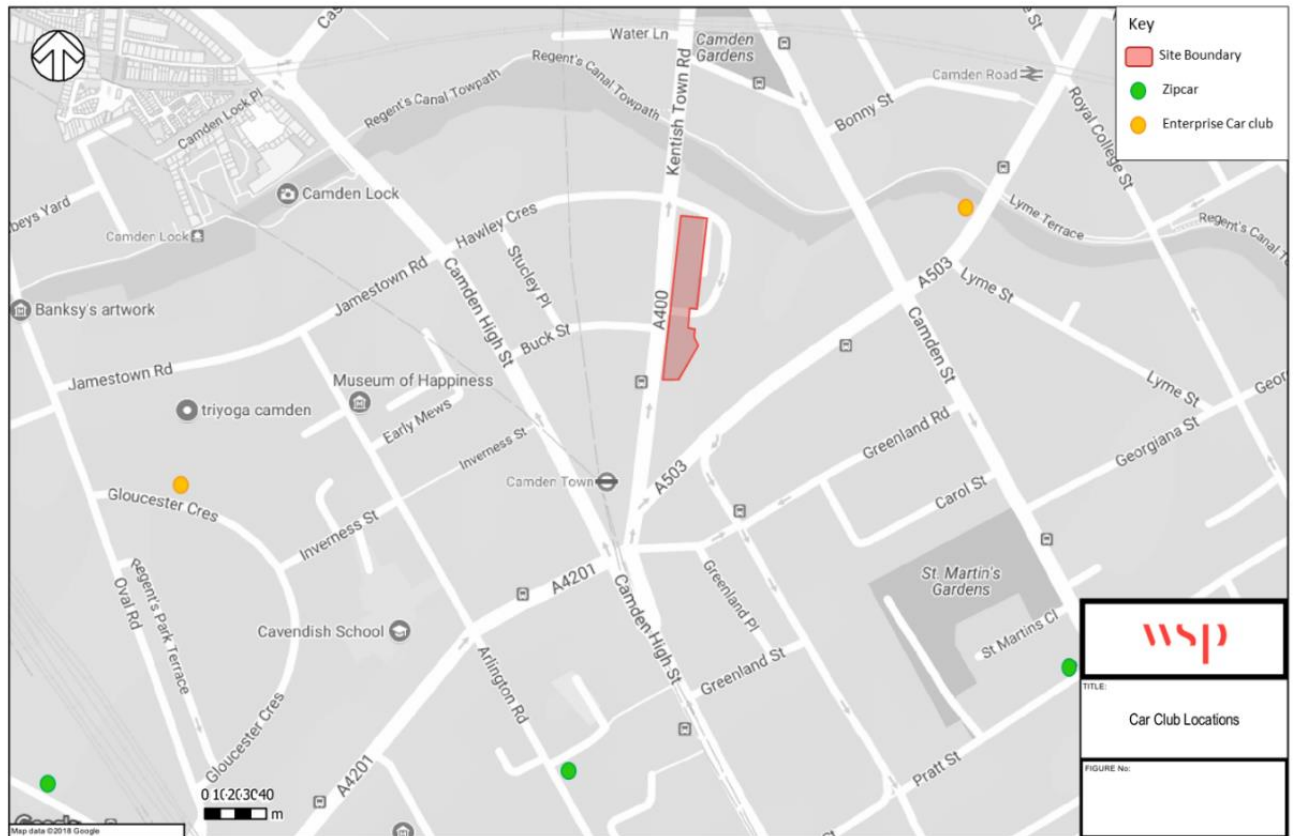 Key
Site Boundary
Zipcar
Enterprise Car club
Water Ln
Camden
Gardens
Kentish Town Rd
Regent's Canal Towpath
Regent's Canal Towpath
Camden Road
Bonny St
Royal College St
Camden Lock Pl
Camden Lock
Camden Lock
beys Yard
Hawley Cres
Lyme Terrace
Regent's Canal T
Stucley Pl
Jamestown Rd
Camden High St
A400
A503
Lyme St
Banksy's artwork
Buck St
Camden St
Jamestown Rd
Museum of Happiness
triyoga camden
Early Mews
Lyme St
Geor
Greenland Rd
Georgiana St
Inverness St
Camden Town
A503
Carol St
Gloucester Cres
Inverness St
St. Martin's
Gardens
A4201
Greenland Pl
Oval Rd
Regent's Park Terrace
Camden High St
Cavendish School
St Martins Cl
Arlington Rd
Greenland St
Gloucester Cres
A4201
Pratt St
wsp
TITLE:
Car Club Locations
FIGURE No:
m
Map data ©2018 Google